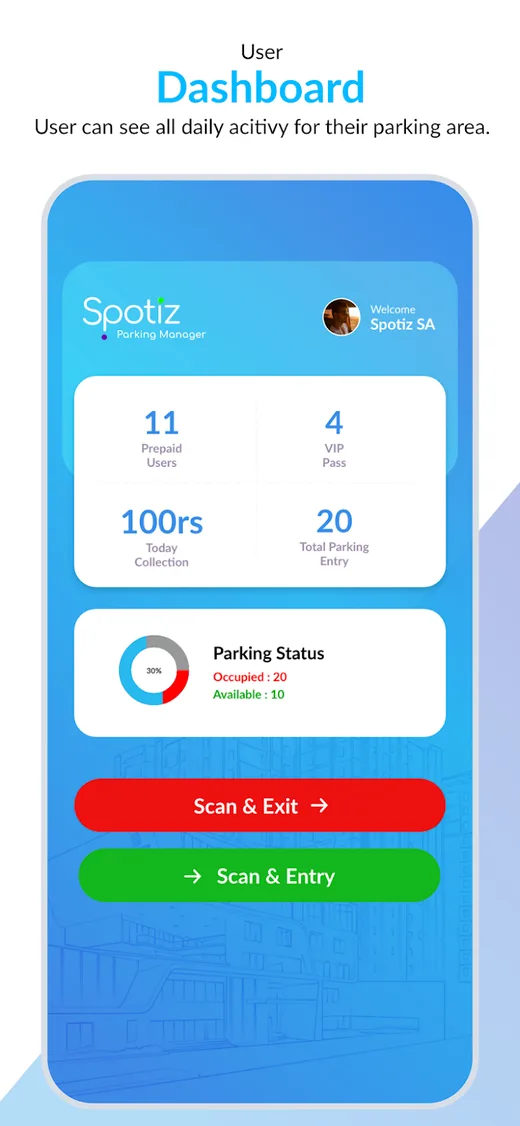 User
Dashboard
User can see all daily acitivy for their parking area.
Spotiz
Parking Manager
Welcome
Spotiz SA
11
Prepaid
Users
4
VIP
Pass
100rs
Today
Collection
20
Total Parking
Entry
30%
Parking Status
Occupied : 20
Available : 10
Scan & Exit →
→ Scan & Entry